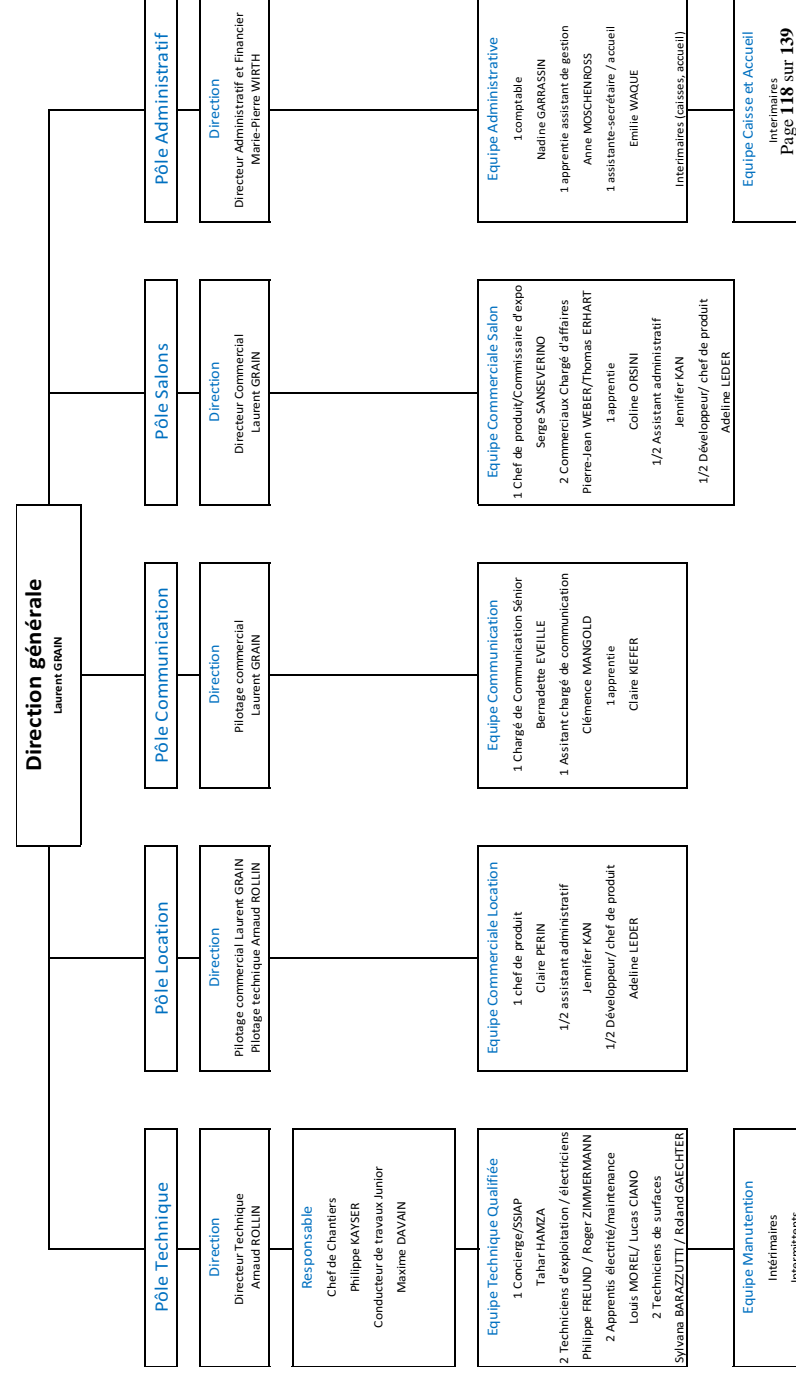 Direction générale
Laurent GRAIN
Pôle Technique
Direction
Directeur Technique
Arnaud ROLLIN
Responsable
Chef de Chantiers
Philippe KAYSER
Conducteur de travaux Junior
Maxime DAVAIN
Equipe Technique Qualifiée
1 Concierge/SSIAP
Tahar HAMZA
2 Techniciens d'exploitation / électriciens
Philippe FREUND / Roger ZIMMERMANN
2 Apprentis électrité/maintenance
Louis MOREL/ Lucas CIANO
2 Techniciens de surfaces
Sylvana BARAZZUTTI / Roland GAECHTER
Equipe Manutention
Intérimaires
Intermittents
Pôle Location
Direction
Pilotage commercial Laurent GRAIN
Pilotage technique Arnaud ROLLIN
Equipe Commerciale Location
1 chef de produit
Claire PERIN
1/2 assistant administratif
Jennifer KAN
1/2 Développeur/ chef de produit
Adeline LEDER
Pôle Communication
Direction
Pilotage commercial
Laurent GRAIN
Equipe Communication
1 Chargé de Communication Sénior
Bernadette EVEILLE
1 Assitant chargé de communication
Clémence MANGOLD
1 apprentie
Claire KIEFER
Pôle Salons
Direction
Directeur Commercial
Laurent GRAIN
Equipe Commerciale Salon
1 Chef de produit/Commissaire d'expo
Serge SANSEVERINO
2 Commerciaux Chargé d'affaires
Pierre-Jean WEBER/Thomas ERHART
1 apprentie
Coline ORSINI
1/2 Assistant administratif
Jennifer KAN
1/2 Développeur/ chef de produit
Adeline LEDER
Pôle Administratif
Direction
Directeur Administratif et Financier
Marie-Pierre WIRTH
Equipe Administrative
1 comptable
Nadine GARRASSIN
1 apprentie assistant de gestion
Anne MOSCHENROSS
1 assistante-secrétaire / accueil
Emilie WAQUE
Interimaires (caisses, accueil)
Equipe Caisse et Accueil
Interimaires
Page 118 sur 139